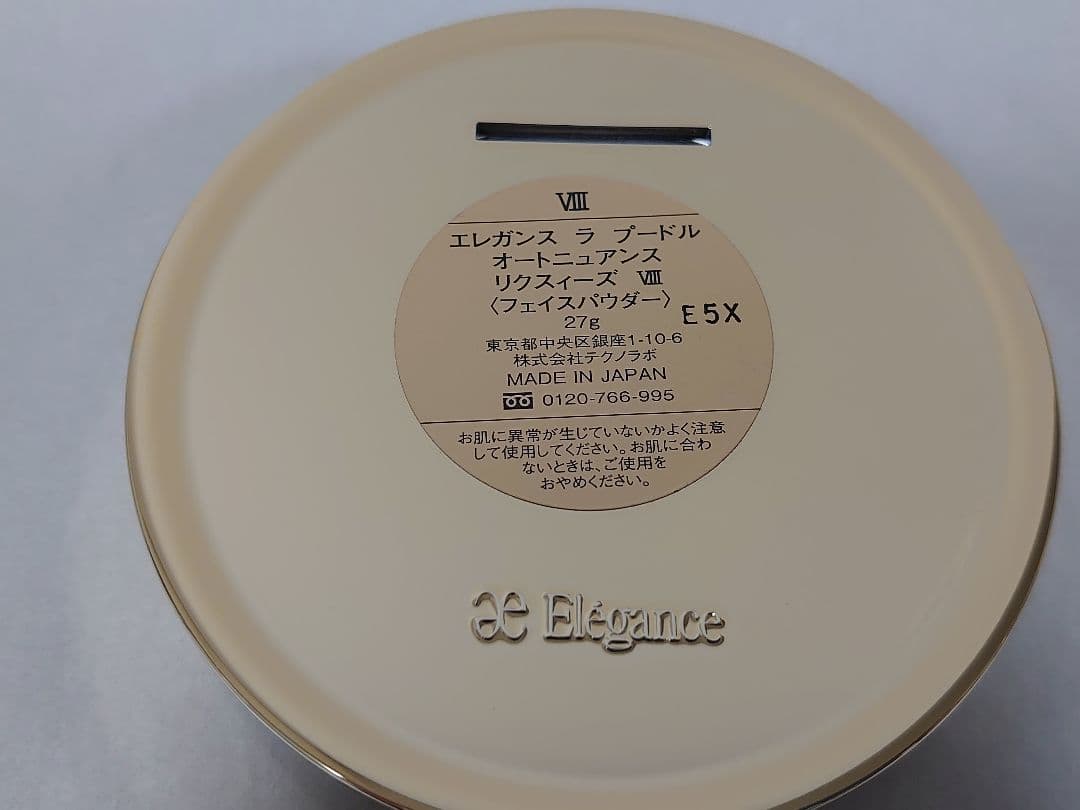 Ⅷ
エレガンス ラ プードル
オートニュアンス
リクスィーズ Ⅷ
〈フェイスパウダー〉
27g
E5X
東京都中央区銀座1-10-6
株式会社テクノラボ
MADE IN JAPAN
0120-766-995
お肌に異常が生じていないかよく注意
して使用してください。お肌に合わ
ないときは、ご使用を
おやめください。
æ Elégance